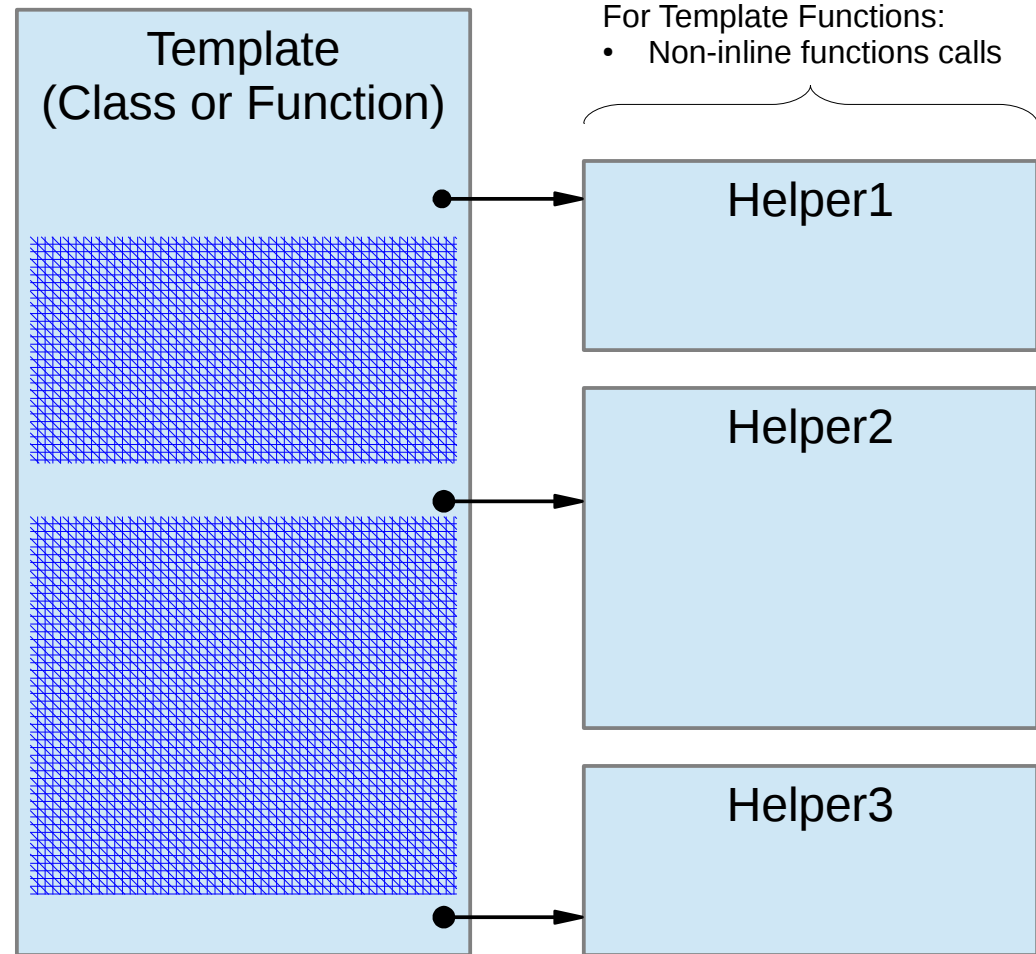 Template
(Class or Function)
For Template Functions:
• Non-inline functions calls
Helper1
Helper2
Helper3